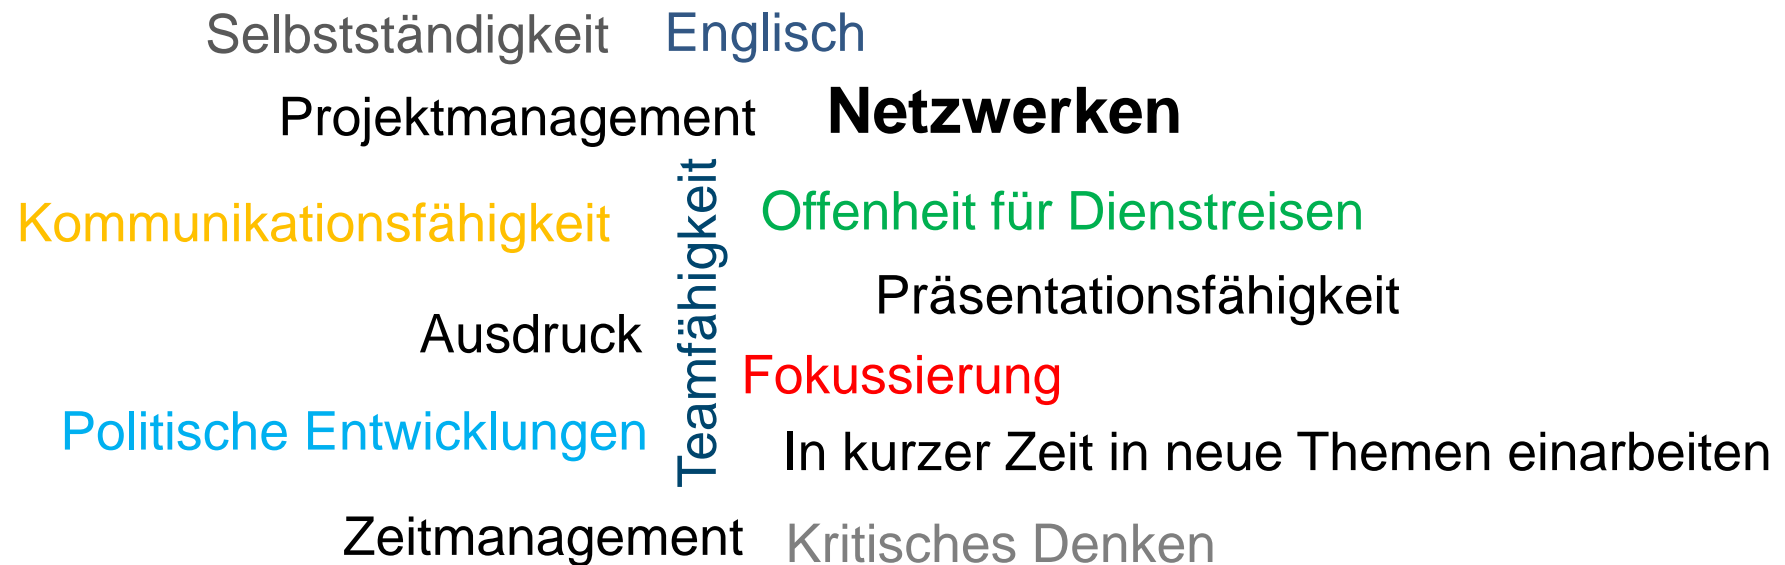 Selbstständigkeit
Englisch
Projektmanagement
Netzwerken
Kommunikationsfähigkeit
Teamfähigkeit
Offenheit für Dienstreisen
Präsentationsfähigkeit
Ausdruck
Fokussierung
Politische Entwicklungen
In kurzer Zeit in neue Themen einarbeiten
Zeitmanagement
Kritisches Denken